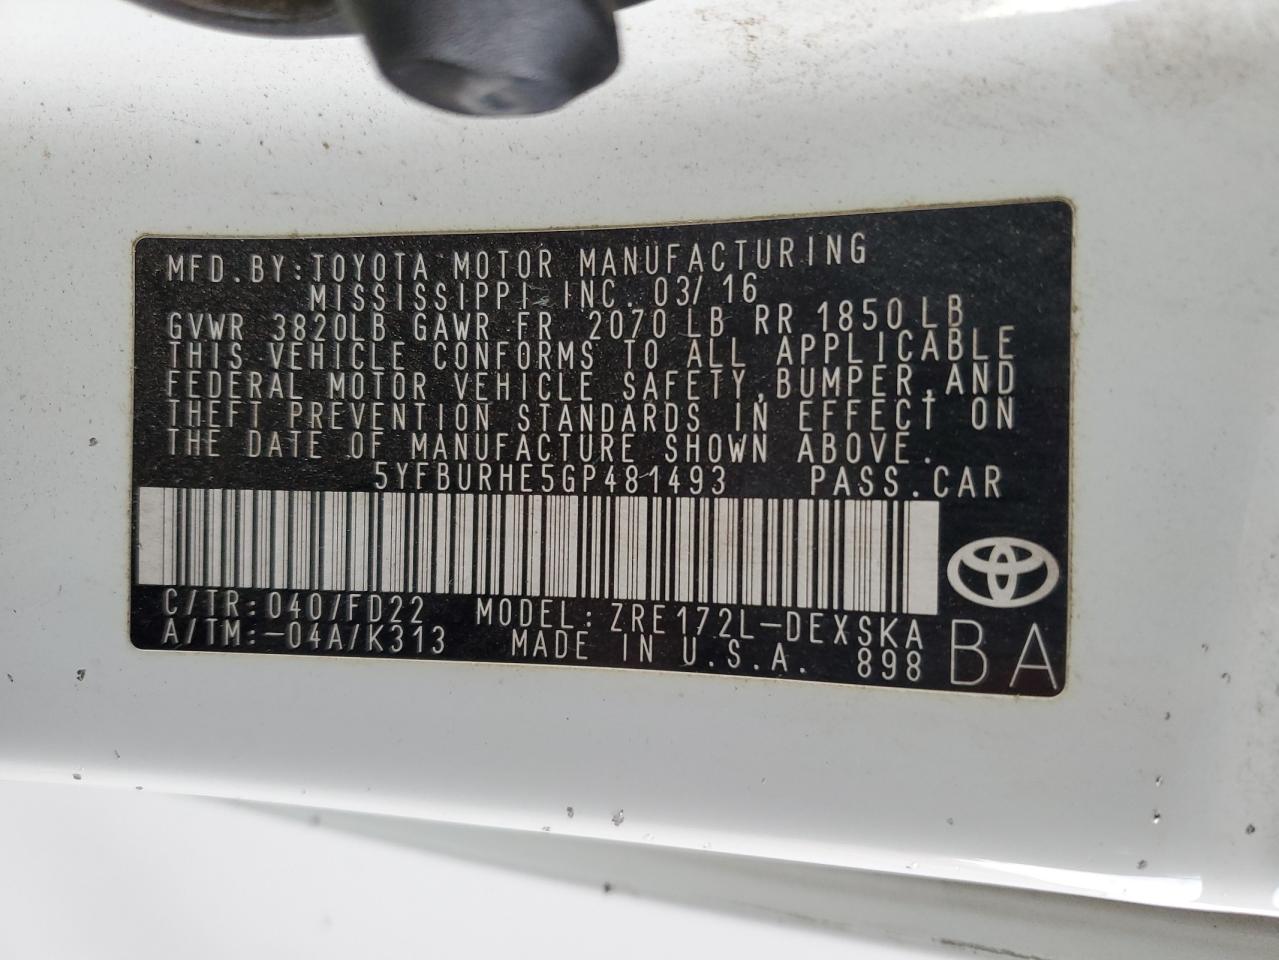 MFD.BY:TOYOTA MOTOR MANUFACTURING
MISSISSIPPI INC. 03/16
GVWR 3820LB GAWR FR 2070LB RR 1850LB
THIS VEHICLE CONFORMS TO ALL APPLICABLE
FEDERAL MOTOR VEHICLE SAFETY,BUMPER,AND
THEFT PREVENTION STANDARDS IN EFFECT ON
THE DATE OF MANUFACTURE SHOWN ABOVE.
5YFBURHE5GP481493 PASS.CAR
C/TR:040/FD22 MODEL:ZRE172L-DEXSKA
A/TM:-04A/K313 MADE IN U.S.A. 898 BA